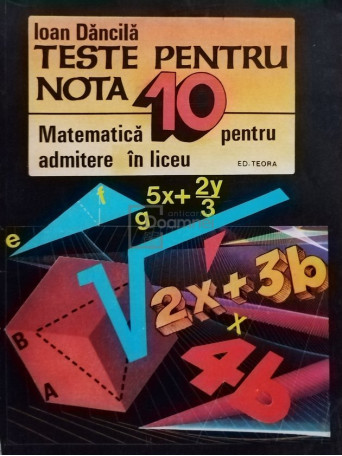 Ioan Dăncilă
TESTE PENTRU
NOTA 10
Matematică pentru
admitere în liceu
ED. TEORA
f
5x+ 2y/3
g
e
√
2x+3b
x
B
4b
A